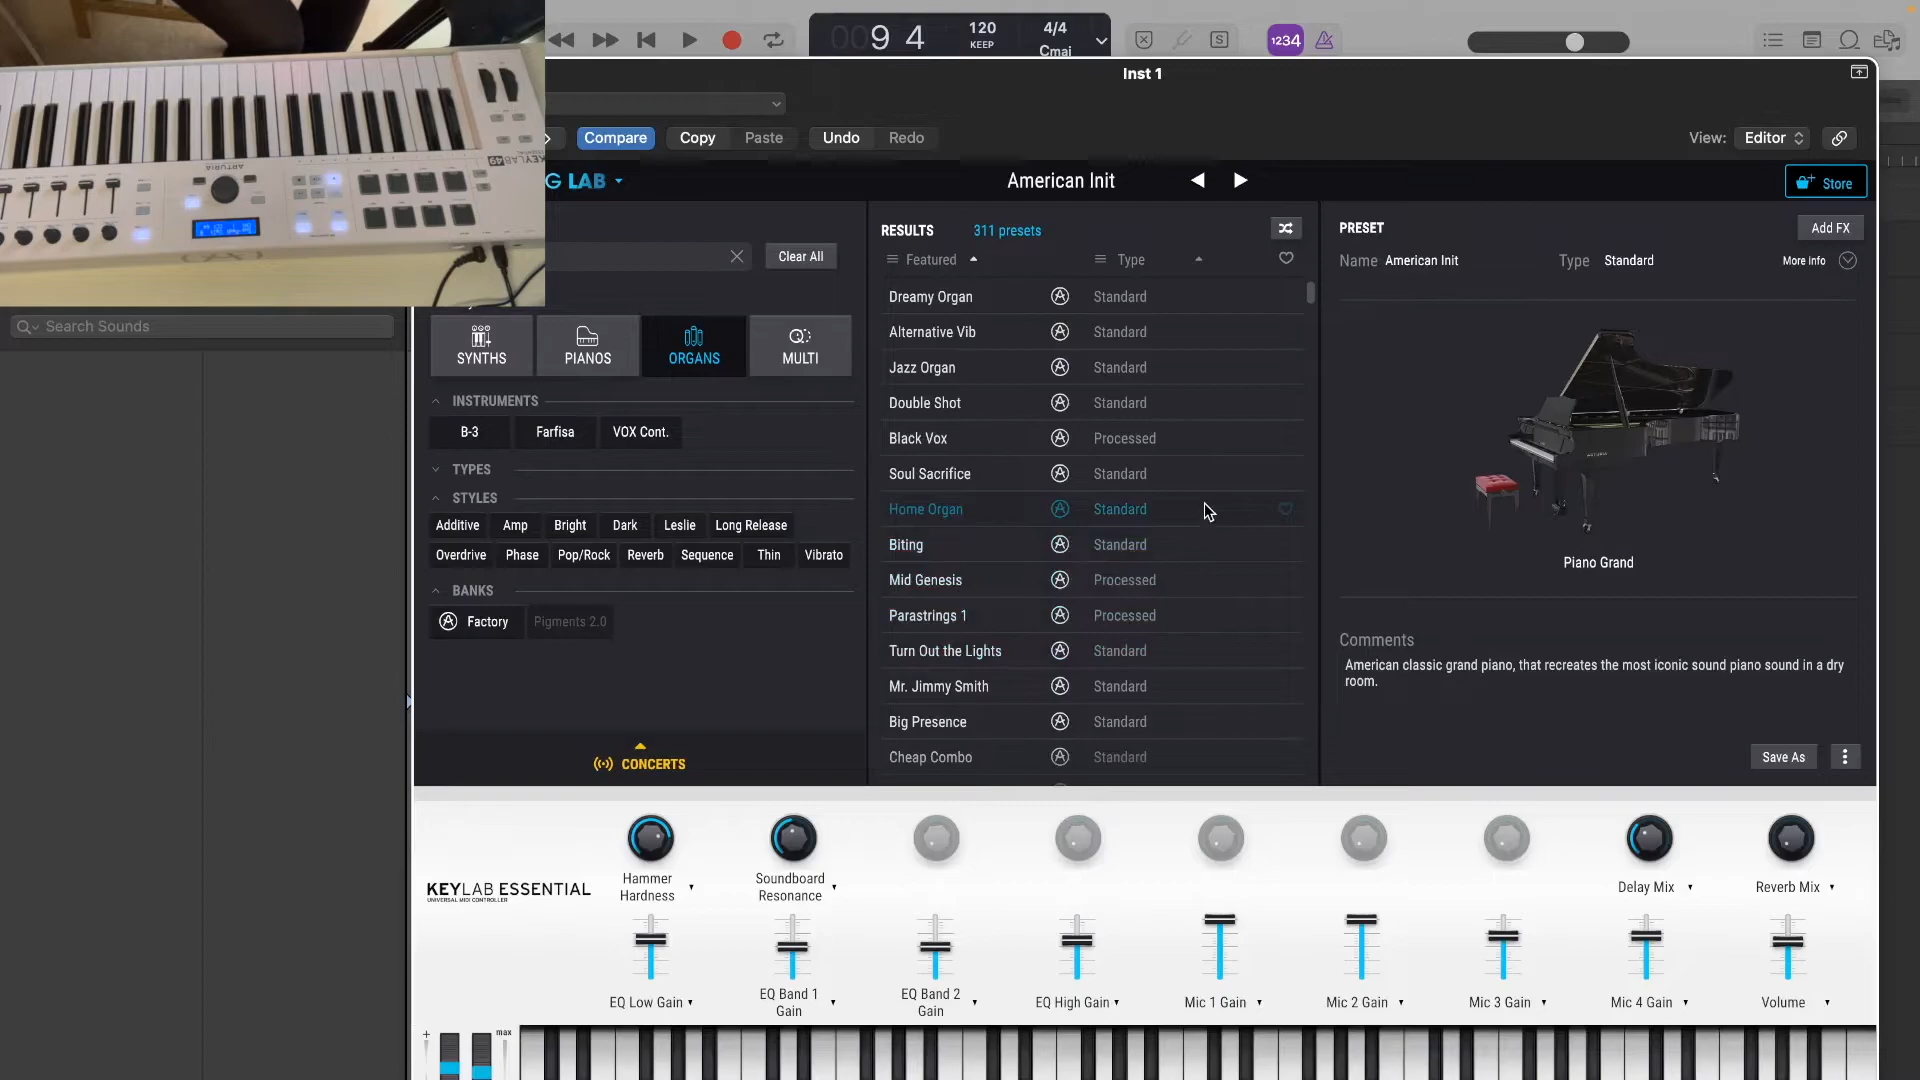 009 4
120
KEEP
4/4
Cmaj
1234
Inst 1
Compare
Copy
Paste
Undo
Redo
View:
Editor
G LAB
American Init
Store
ARTURIA
KEYLAB 49
RESULTS
311 presets
PRESET
Add FX
Clear All
Featured
Type
Name American Init
Type Standard
More info
Search Sounds
SYNTHS
PIANOS
ORGANS
MULTI
INSTRUMENTS
B-3
Farfisa
VOX Cont.
TYPES
STYLES
Additive
Amp
Bright
Dark
Leslie
Long Release
Overdrive
Phase
Pop/Rock
Reverb
Sequence
Thin
Vibrato
BANKS
Factory
Pigments 2.0
CONCERTS
Dreamy Organ Standard
Alternative Vib Standard
Jazz Organ Standard
Double Shot Standard
Black Vox Processed
Soul Sacrifice Standard
Home Organ Standard
Biting Standard
Mid Genesis Processed
Parastrings 1 Processed
Turn Out the Lights Standard
Mr. Jimmy Smith Standard
Big Presence Standard
Cheap Combo Standard
Piano Grand
Comments
American classic grand piano, that recreates the most iconic sound piano sound in a dry
room.
Save As
KEYLAB ESSENTIAL
UNIVERSAL MIDI CONTROLLER
Hammer
Hardness
Soundboard
Resonance
Delay Mix
Reverb Mix
EQ Low Gain
EQ Band 1
Gain
EQ Band 2
Gain
EQ High Gain
Mic 1 Gain
Mic 2 Gain
Mic 3 Gain
Mic 4 Gain
Volume
max